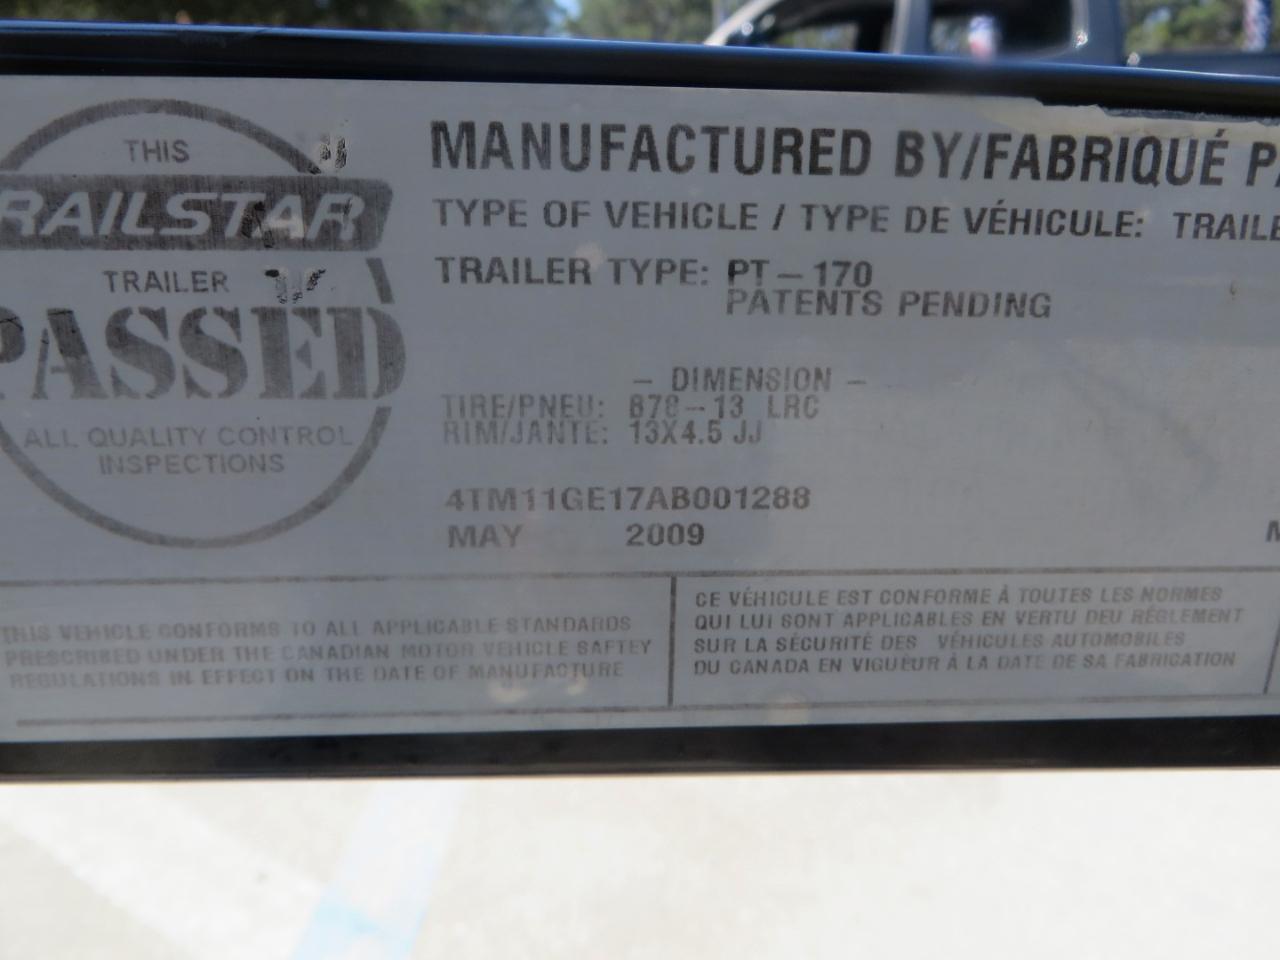 THIS
RAILSTAR
TRAILER
PASSED
ALL QUALITY CONTROL
INSPECTIONS
MANUFACTURED BY/FABRIQUÉ
TYPE OF VEHICLE / TYPE DE VÉHICULE: TRAILE
TRAILER TYPE: PT-170
PATENTS PENDING
- DIMENSION -
TIRE/PNEU: B78-13 LRC
RIM/JANTE: 13X4.5 JJ
4TM11GE17AB001288
MAY 2009
THIS VEHICLE CONFORMS TO ALL APPLICABLE STANDARDS
PRESCRIBED UNDER THE CANADIAN MOTOR VEHICLE SAFTEY
REGULATIONS IN EFFECT ON THE DATE OF MANUFACTURE
CE VÉHICULE EST CONFORME À TOUTES LES NORMES
QUI LUI SONT APPLICABLES EN VERTU DEU RÉGLEMENT
SUR LA SÉCURITÉ DES VÉHICULES AUTOMOBILES
DU CANADA EN VIGUEUR À LA DATE DE SA FABRICATION